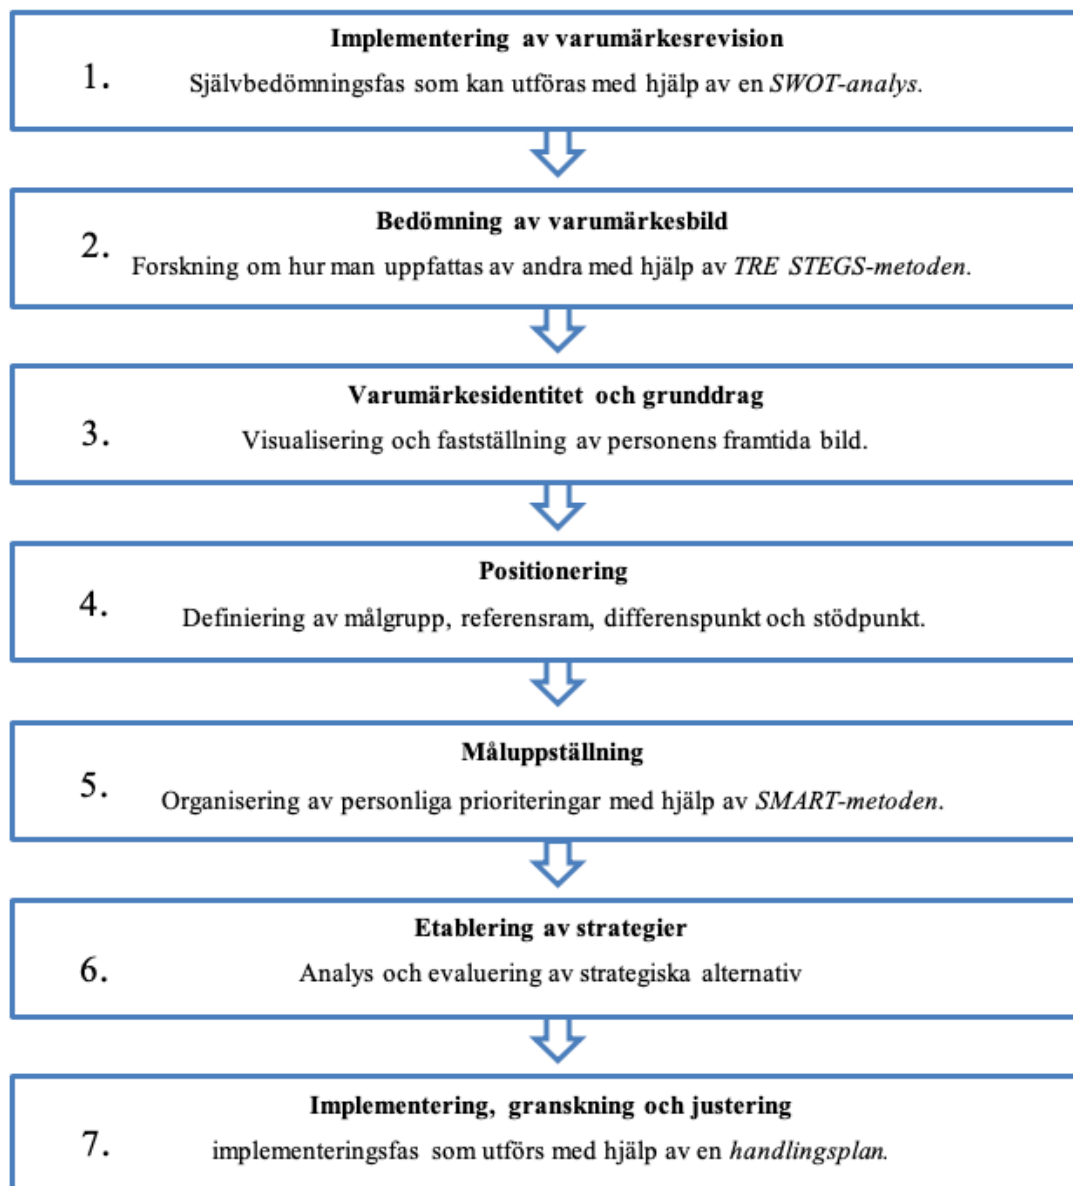 Implementering av varumärkesrevision
1.
Självbedömningsfas som kan utföras med hjälp av en SWOT-analys.
Bedömning av varumärkesbild
2.
Forskning om hur man uppfattas av andra med hjälp av TRE STEGS-metoden.
Varumärkesidentitet och grunddrag
3.
Visualisering och fastställning av personens framtida bild.
Positionering
4.
Definiering av målgrupp, referensram, differenspunkt och stödpunkt.
Måluppställning
5.
Organisering av personliga prioriteringar med hjälp av SMART-metoden.
Etablering av strategier
6.
Analys och evaluering av strategiska alternativ
Implementering, granskning och justering
7.
implementeringsfas som utförs med hjälp av en handlingsplan.